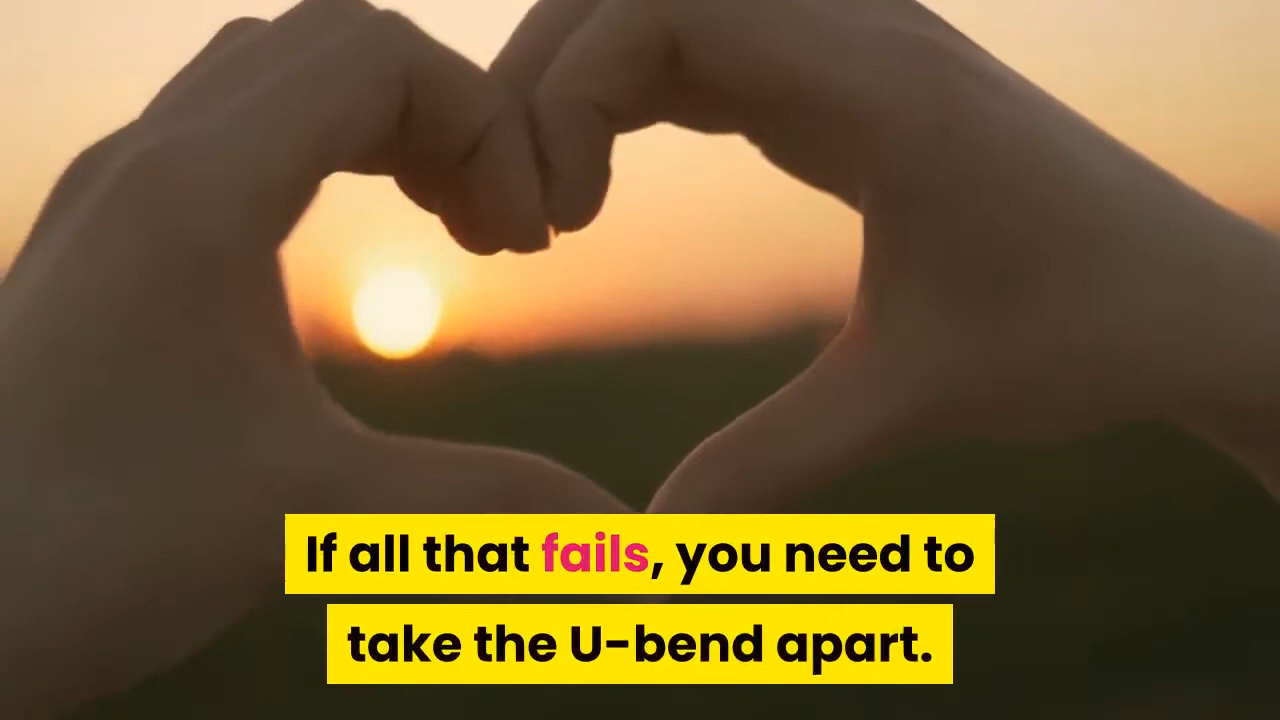 If all that fails, you need to
take the U-bend apart.